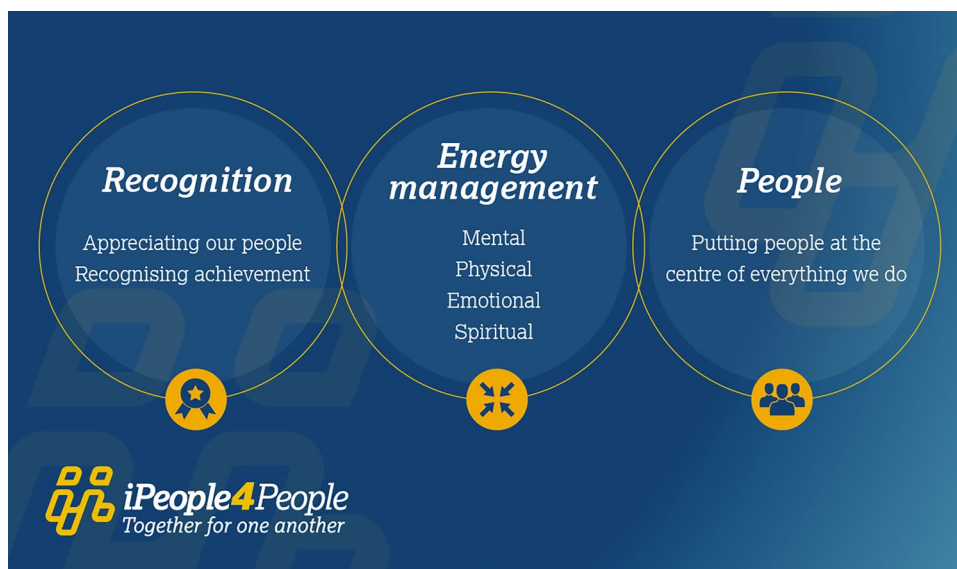 Recognition
Appreciating our people
Recognising achievement
Energy
management
Mental
Physical
Emotional
Spiritual
People
Putting people at the
centre of everything we do
iPeople4People
Together for one another